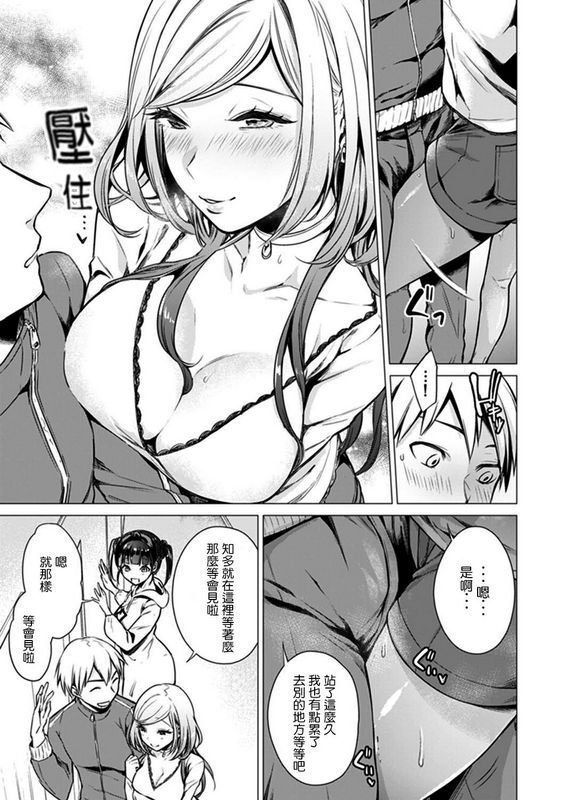 ぐっ
…！
壓住…
…嗯
是啊…
站了這麼久
我也有點累了
去別的地方等等吧
知多就在這裡等著麼
那麼等會見啦
嗯
就那樣
等會見啦